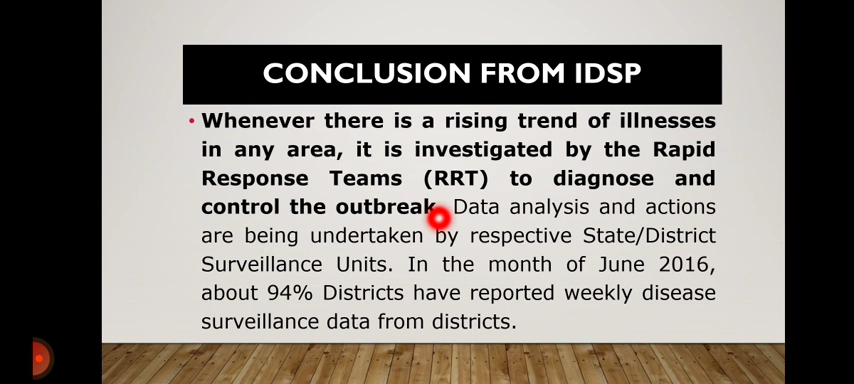 CONCLUSION FROM IDSP
• Whenever there is a rising trend of illnesses
in any area, it is investigated by the Rapid
Response Teams (RRT) to diagnose and
control the outbreak. Data analysis and actions
are being undertaken by respective State/District
Surveillance Units. In the month of June 2016,
about 94% Districts have reported weekly disease
surveillance data from districts.